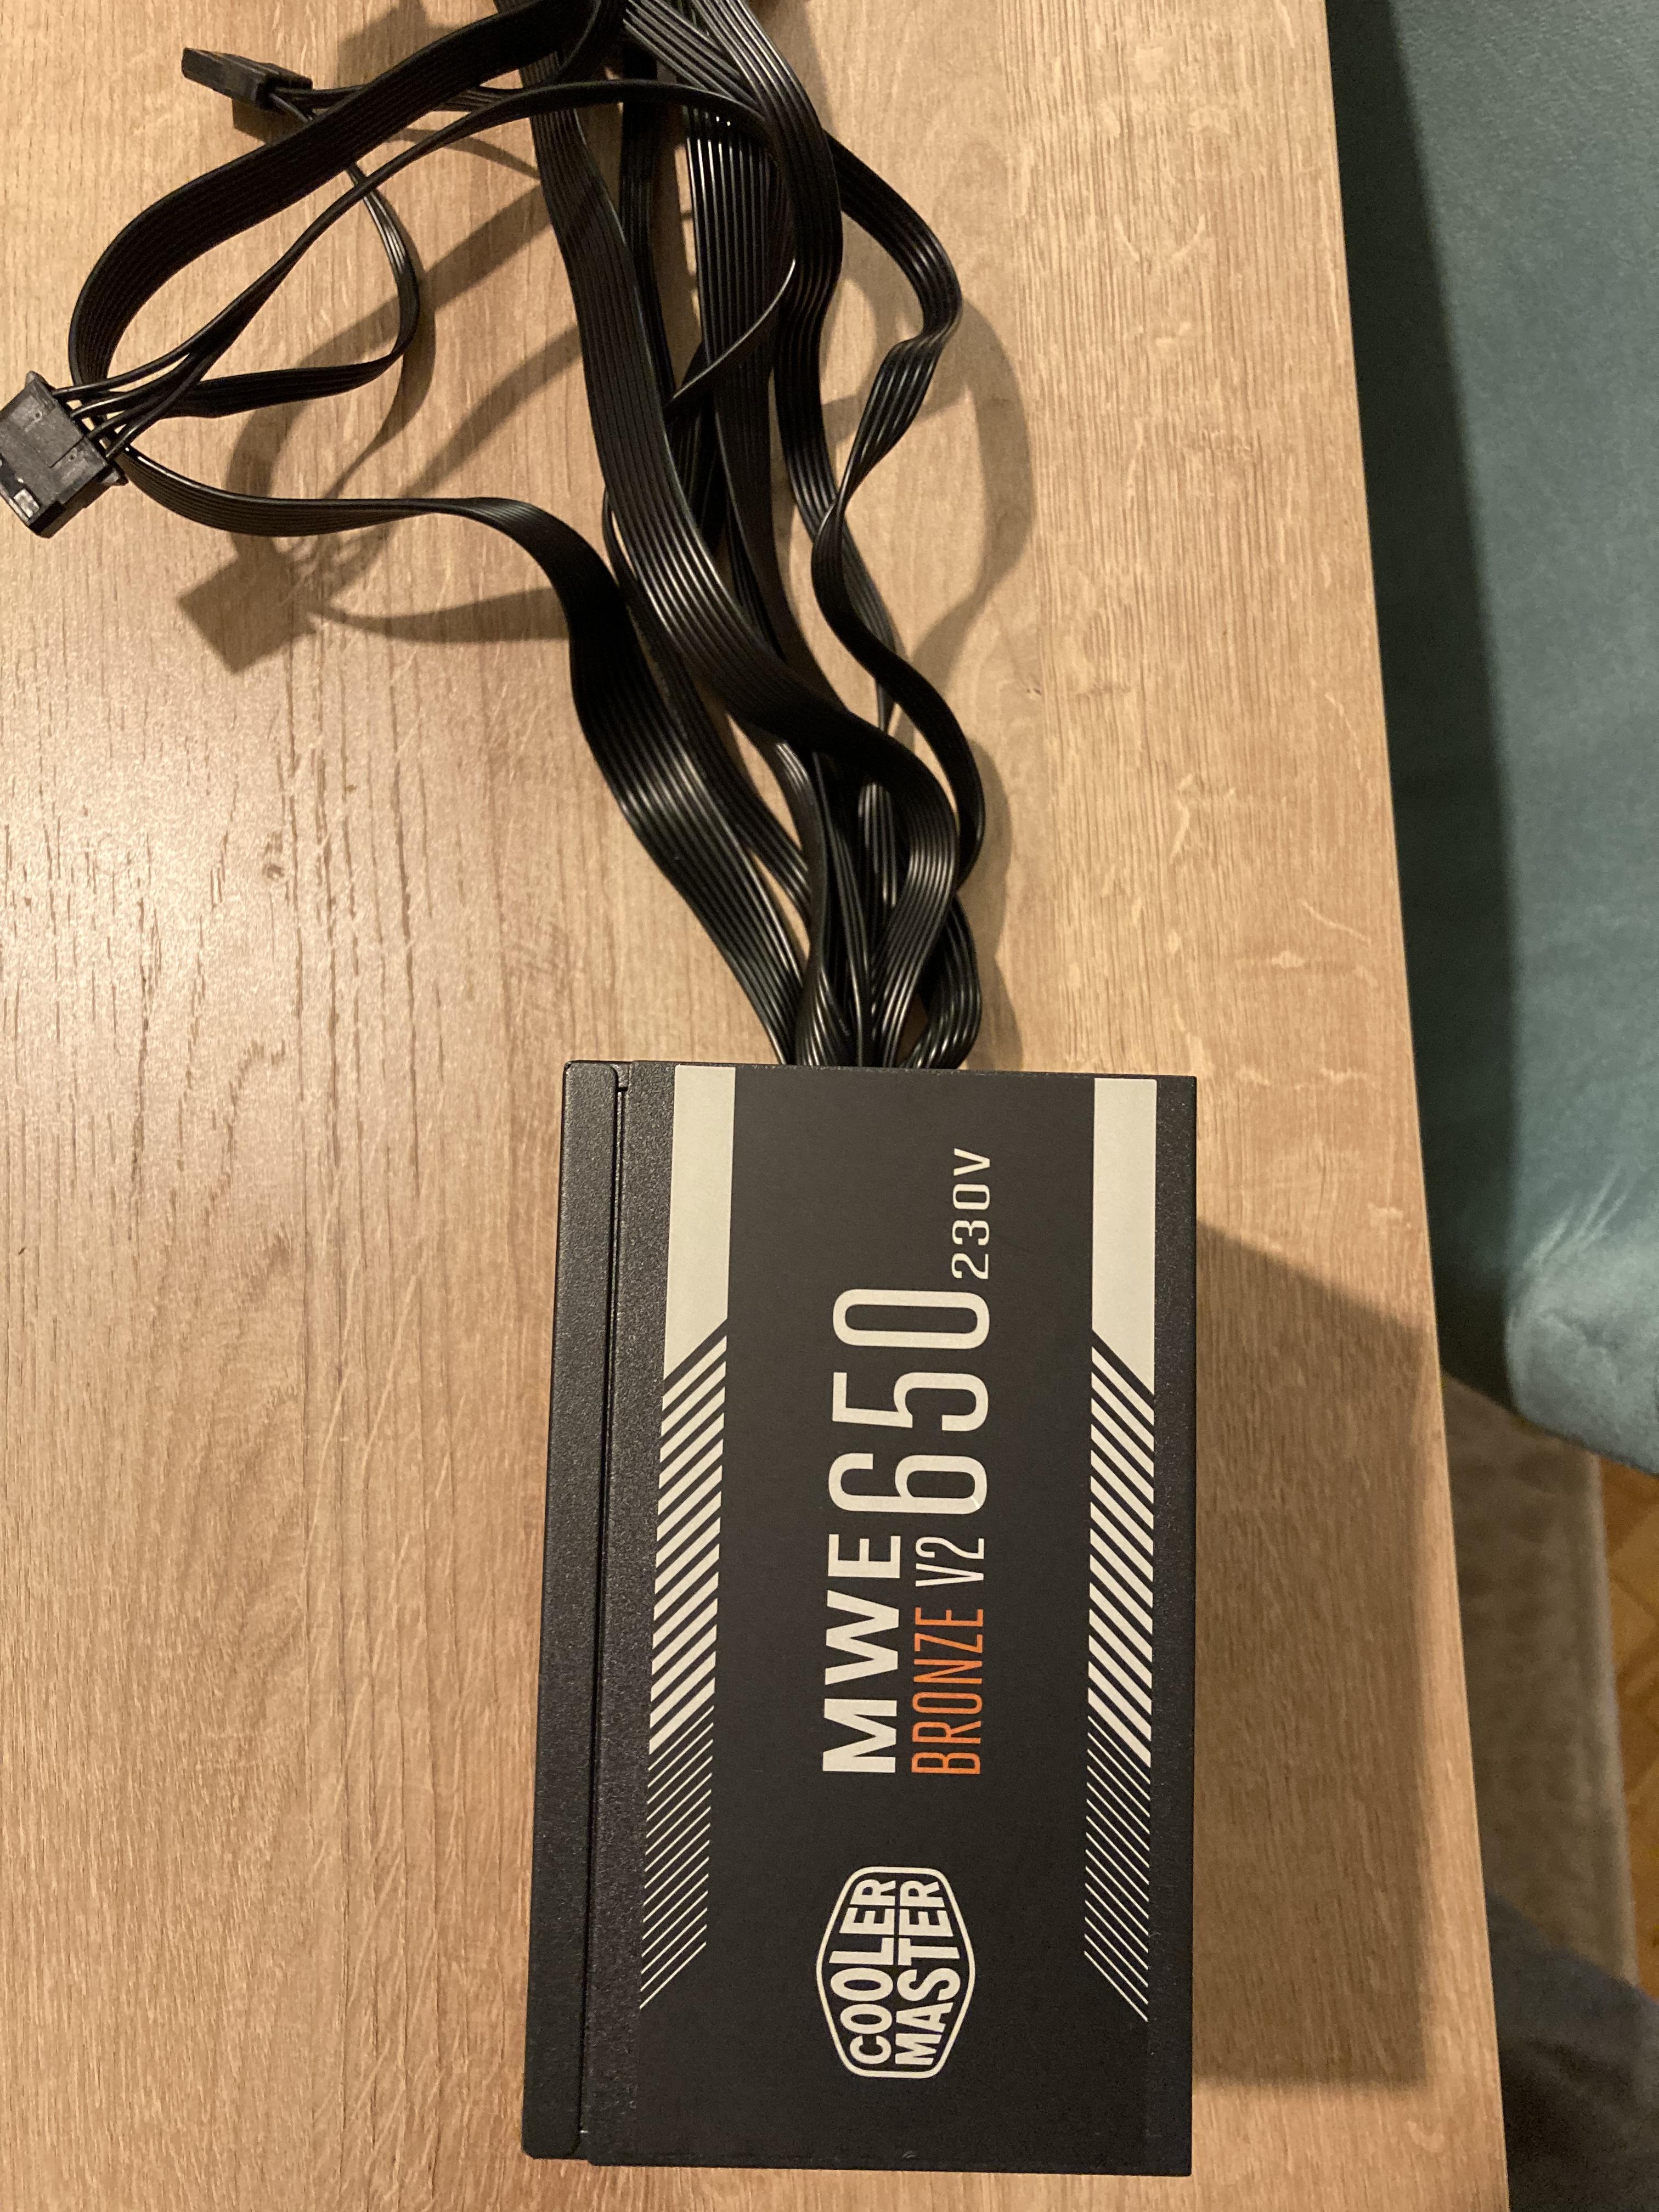 COOLER
MASTER
MWE 650 230V
BRONZE V2